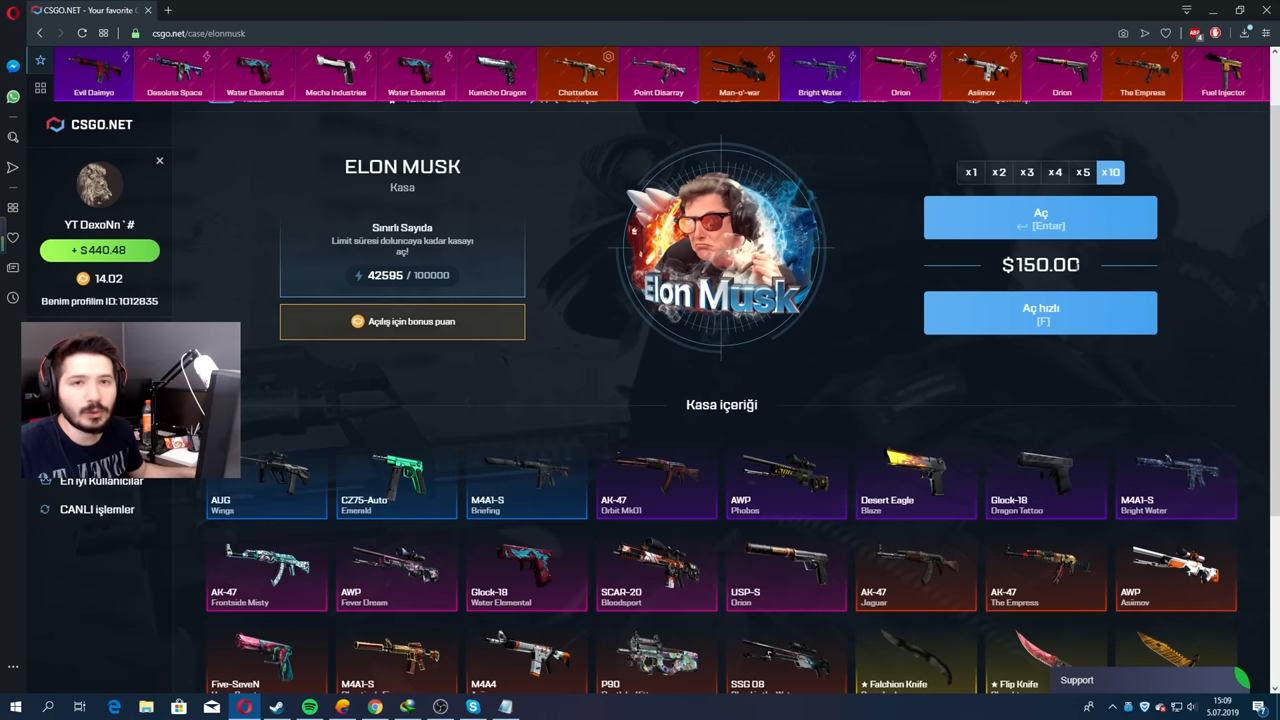 CSGO.NET - Your favorite C
csgo.net/case/elonmusk
Evil Daimyo
Desolate Space
Water Elemental
Mecha Industries
Water Elemental
Kumicho Dragon
Chatterbox
Point Disarray
Man-o'-war
Bright Water
Orion
Asiimov
Orion
The Empress
Fuel Injector
CSGO.NET
YT DexoNn `#
+ $440.48
14.02
Benim profilim ID: 1012835
En iyi Kullanıcılar
CANLI işlemler
ELON MUSK
Kasa
Sınırlı Sayıda
Limit süresi doluncaya kadar kasayı
aç!
42595 / 100000
Açılış için bonus puan
Elon Musk
x1 x2 x3 x4 x5 x10
Aç
[Enter]
$150.00
Aç hızlı
[F]
Kasa içeriği
AUG
Wings
CZ75-Auto
Emerald
M4A1-S
Briefing
AK-47
Orbit Mk01
AWP
Phobos
Desert Eagle
Blaze
Glock-18
Dragon Tattoo
M4A1-S
Bright Water
AK-47
Frontside Misty
AWP
Fever Dream
Glock-18
Water Elemental
SCAR-20
Bloodsport
USP-S
Orion
AK-47
Jaguar
AK-47
The Empress
AWP
Asiimov
Five-SeveN
M4A1-S
M4A4
P90
SSG 08
★ Falchion Knife
★ Flip Knife
Support
15:09
5.07.2019